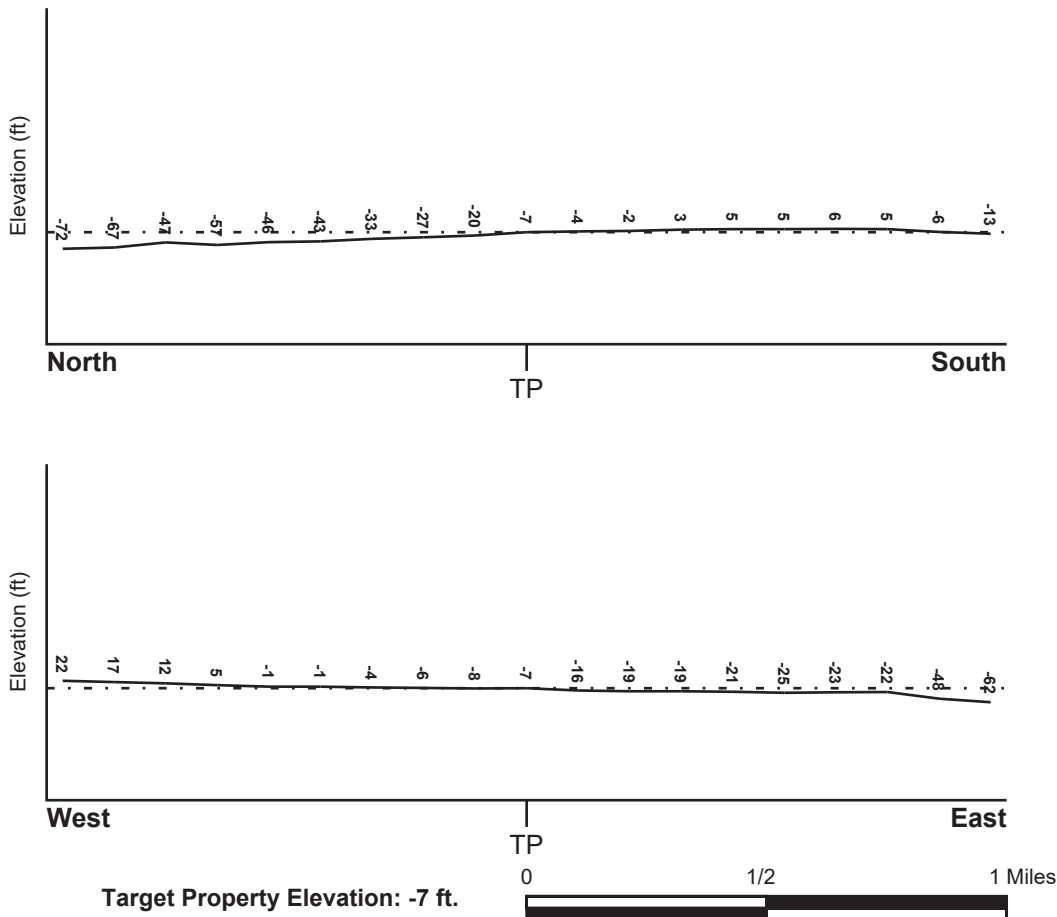 Elevation (ft)
-72 -67 -47 -57 -46 -43 -33 -27 -20 -7 -4 -2 3 5 5 6 5 -6 -13
North South
TP
Elevation (ft)
22 17 12 5 -1 -1 -4 -6 -8 -7 -16 -19 -19 -21 -25 -23 -22 -48 -62
West East
TP
Target Property Elevation: -7 ft.
0 1/2 1 Miles